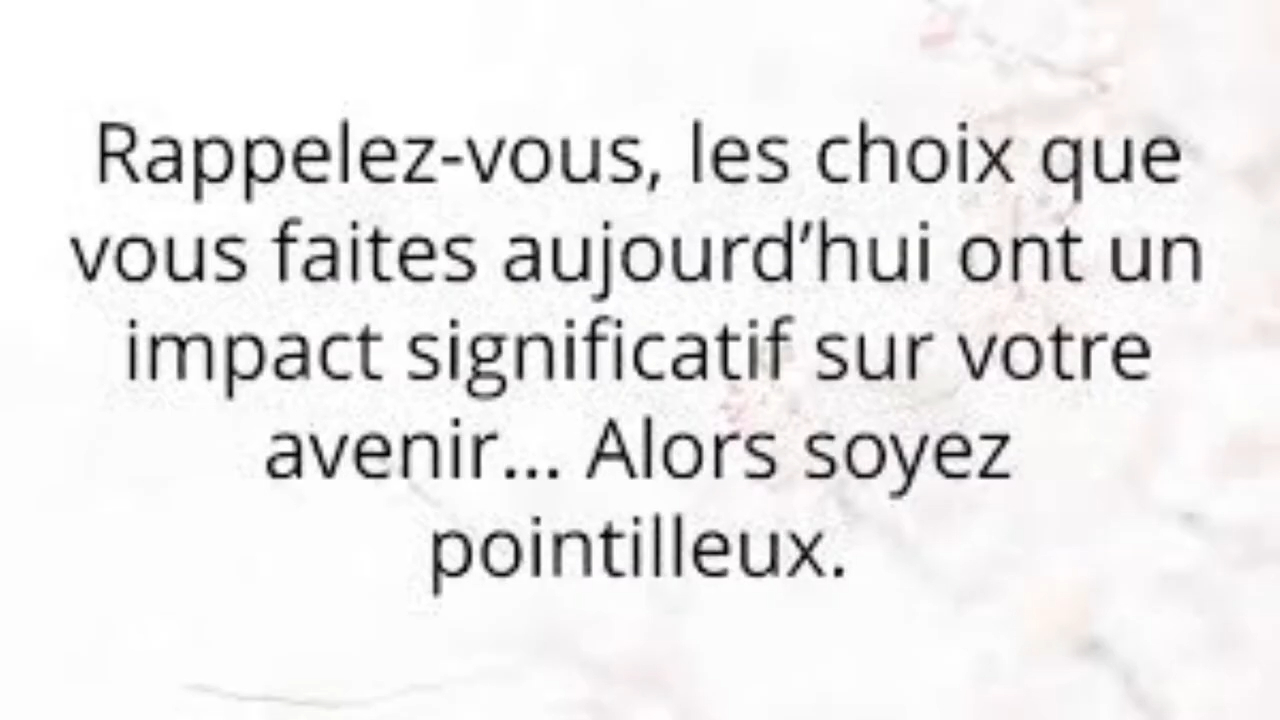 Rappelez-vous, les choix que
vous faites aujourd’hui ont un
impact significatif sur votre
avenir... Alors soyez
pointilleux.